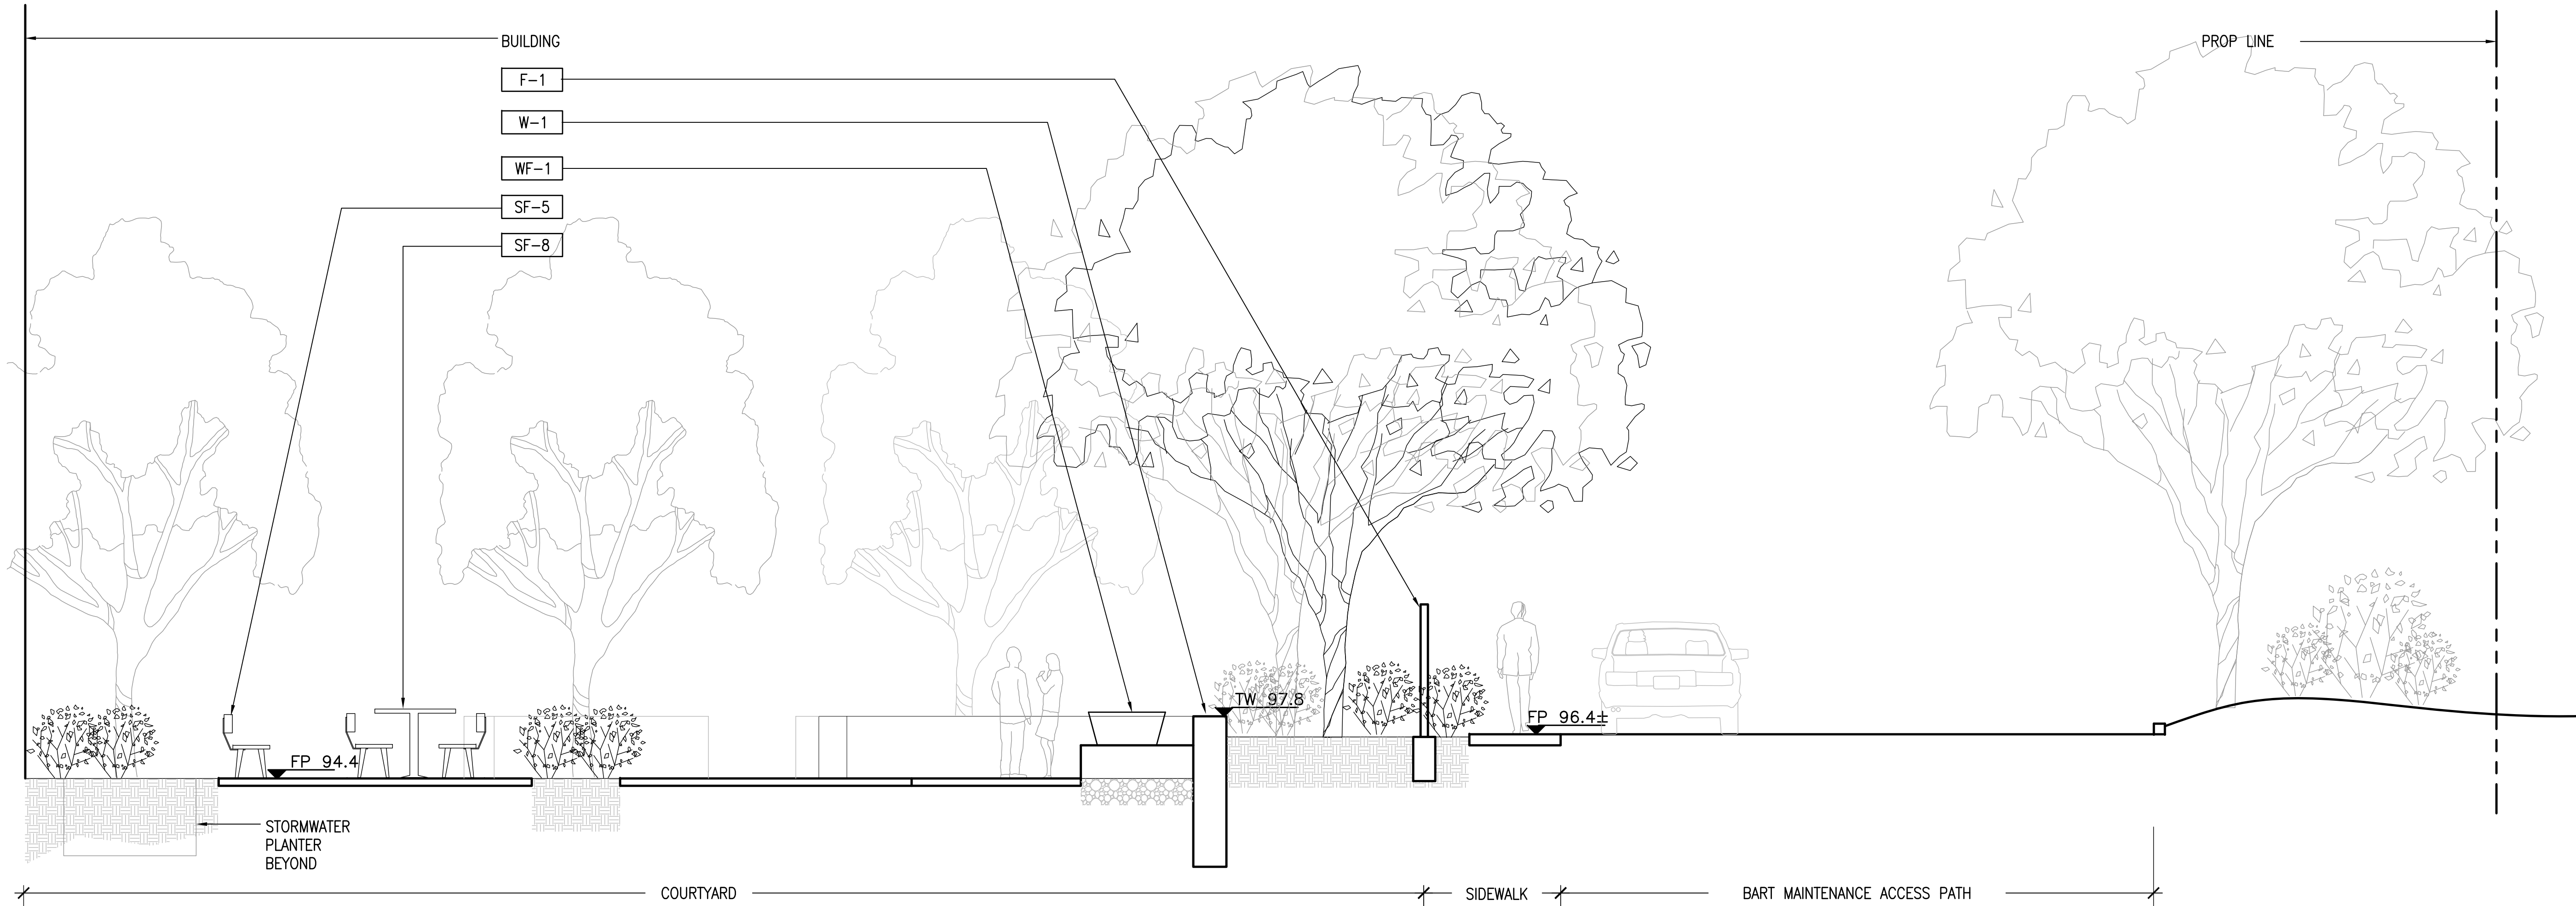 BUILDING
PROP LINE
F-1
W-1
WF-1
SF-5
SF-8
TW 97.8
FP 96.4±
FP 94.4
STORMWATER
PLANTER
BEYOND
COURTYARD
SIDEWALK
BART MAINTENANCE ACCESS PATH